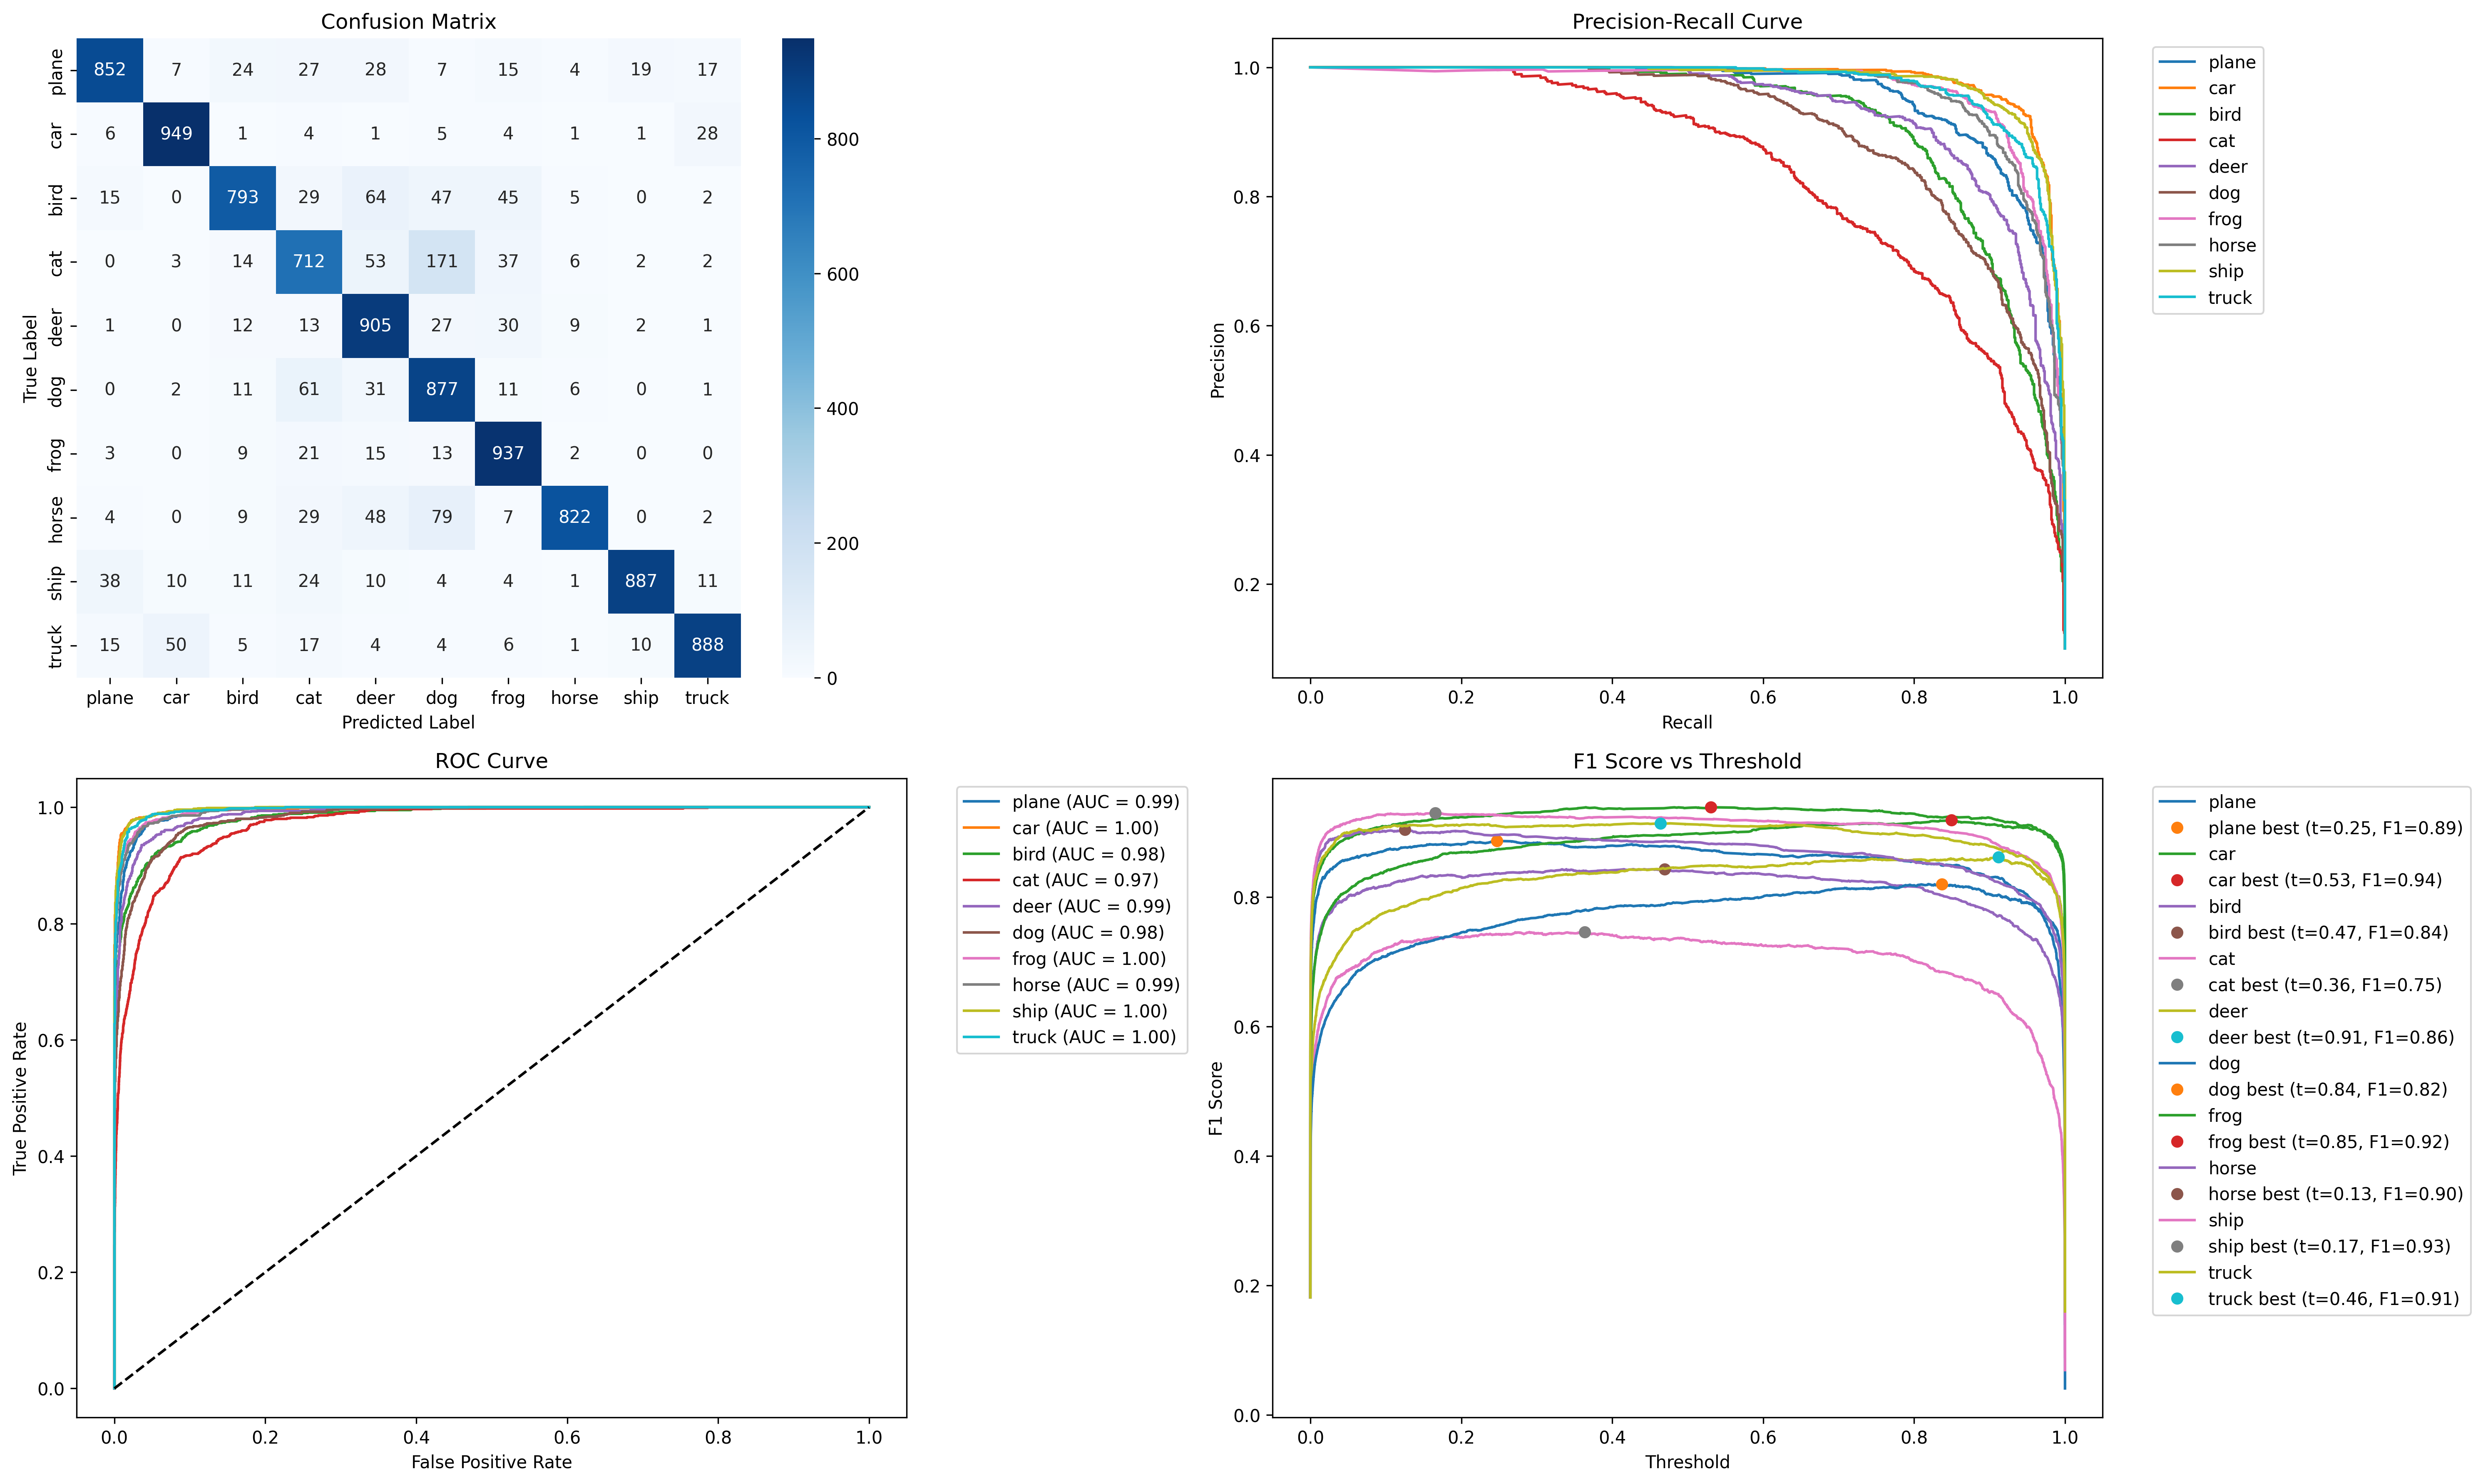 Confusion Matrix
plane 852 7 24 27 28 7 15 4 19 17
car 6 949 1 4 1 5 4 1 1 28
bird 15 0 793 29 64 47 45 5 0 2
cat 0 3 14 712 53 171 37 6 2 2
deer 1 0 12 13 905 27 30 9 2 1
dog 0 2 11 61 31 877 11 6 0 1
frog 3 0 9 21 15 13 937 2 0 0
horse 4 0 9 29 48 79 7 822 0 2
ship 38 10 11 24 10 4 4 1 887 11
truck 15 50 5 17 4 4 6 1 10 888
plane car bird cat deer dog frog horse ship truck
Predicted Label
True Label
800
600
400
200
0
Precision-Recall Curve
1.0
0.8
0.6
0.4
0.2
Precision
0.0 0.2 0.4 0.6 0.8 1.0
Recall
plane
car
bird
cat
deer
dog
frog
horse
ship
truck
ROC Curve
1.0
0.8
0.6
0.4
0.2
0.0
True Positive Rate
0.0 0.2 0.4 0.6 0.8 1.0
False Positive Rate
plane (AUC = 0.99)
car (AUC = 1.00)
bird (AUC = 0.98)
cat (AUC = 0.97)
deer (AUC = 0.99)
dog (AUC = 0.98)
frog (AUC = 1.00)
horse (AUC = 0.99)
ship (AUC = 1.00)
truck (AUC = 1.00)
F1 Score vs Threshold
0.8
0.6
0.4
0.2
0.0
F1 Score
0.0 0.2 0.4 0.6 0.8 1.0
Threshold
plane
plane best (t=0.25, F1=0.89)
car
car best (t=0.53, F1=0.94)
bird
bird best (t=0.47, F1=0.84)
cat
cat best (t=0.36, F1=0.75)
deer
deer best (t=0.91, F1=0.86)
dog
dog best (t=0.84, F1=0.82)
frog
frog best (t=0.85, F1=0.92)
horse
horse best (t=0.13, F1=0.90)
ship
ship best (t=0.17, F1=0.93)
truck
truck best (t=0.46, F1=0.91)